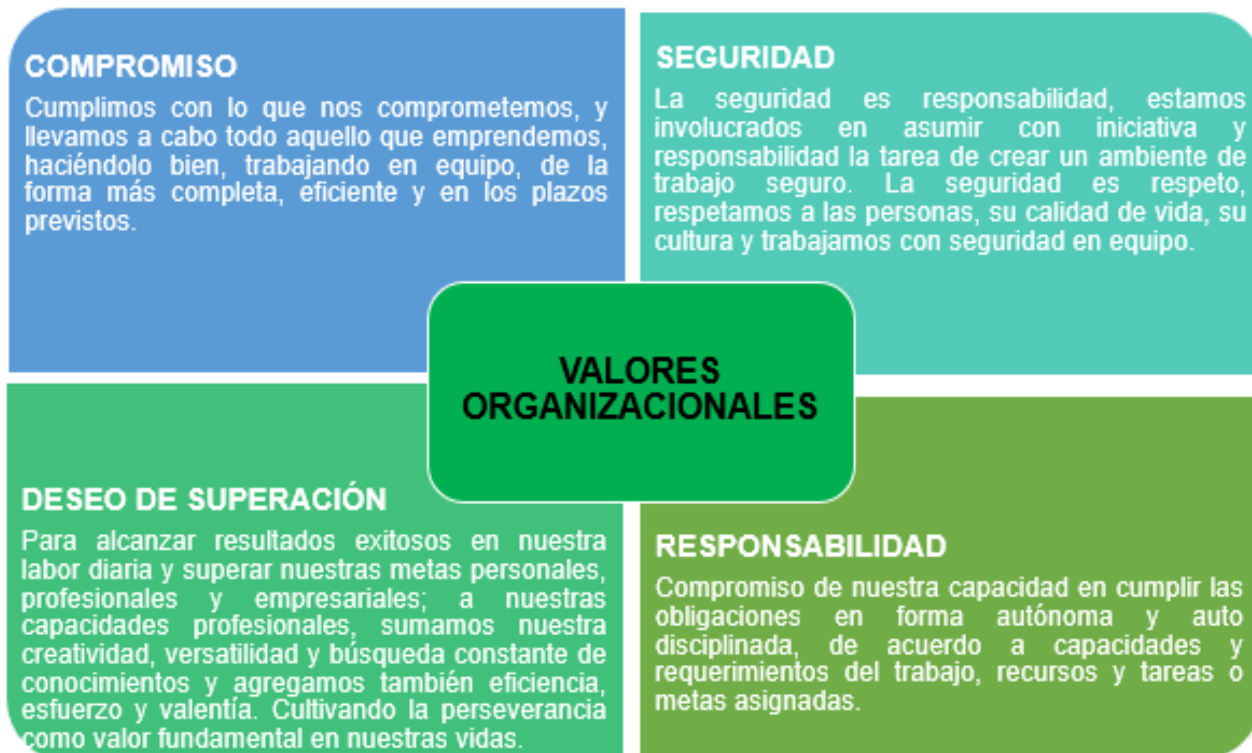 COMPROMISO
Cumplimos con lo que nos comprometemos, y
llevamos a cabo todo aquello que emprendemos,
haciéndolo bien, trabajando en equipo, de la
forma más completa, eficiente y en los plazos
previstos.
SEGURIDAD
La seguridad es responsabilidad, estamos
involucrados en asumir con iniciativa y
responsabilidad la tarea de crear un ambiente de
trabajo seguro. La seguridad es respeto,
respetamos a las personas, su calidad de vida, su
cultura y trabajamos con seguridad en equipo.
VALORES
ORGANIZACIONALES
DESEO DE SUPERACIÓN
Para alcanzar resultados exitosos en nuestra
labor diaria y superar nuestras metas personales,
profesionales y empresariales; a nuestras
capacidades profesionales, sumamos nuestra
creatividad, versatilidad y búsqueda constante de
conocimientos y agregamos también eficiencia,
esfuerzo y valentía. Cultivando la perseverancia
como valor fundamental en nuestras vidas.
RESPONSABILIDAD
Compromiso de nuestra capacidad en cumplir las
obligaciones en forma autónoma y auto
disciplinada, de acuerdo a capacidades y
requerimientos del trabajo, recursos y tareas o
metas asignadas.